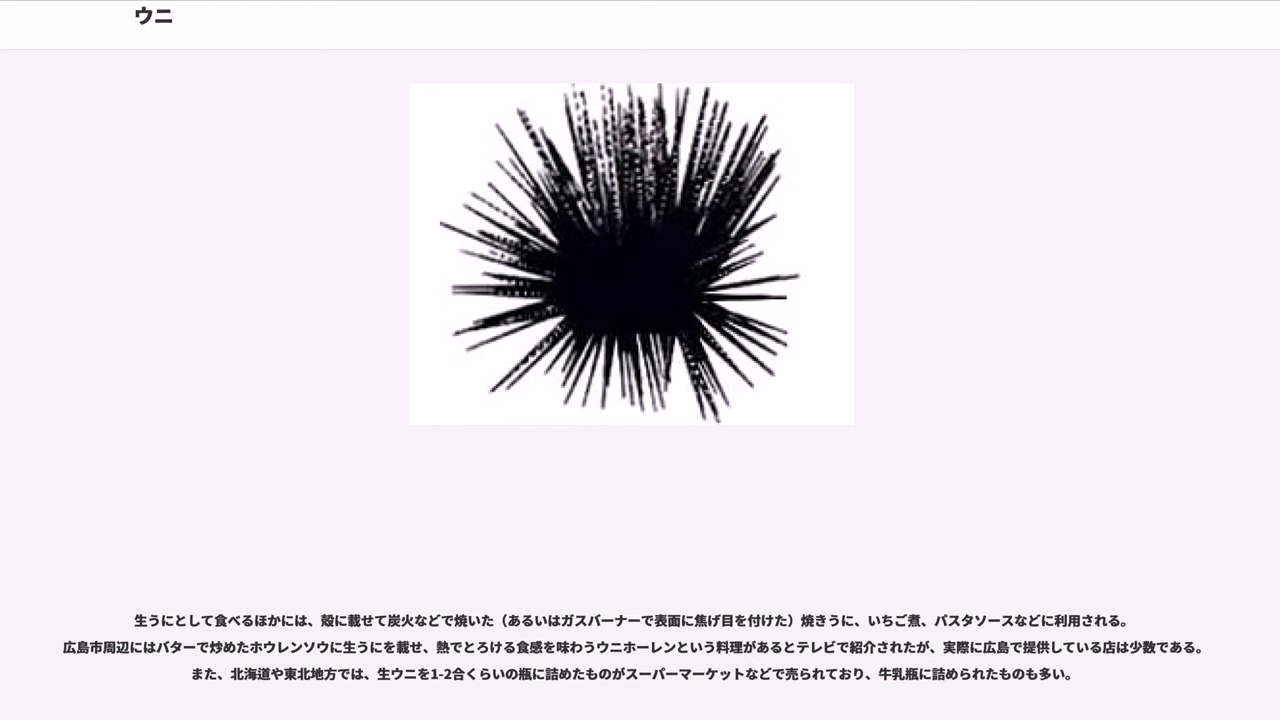 ウニ
生うにとして食べるほかには、殻に載せて炭火などで焼いた（あるいはガスバーナーで表面に焦げ目を付けた）焼きうに、いちご煮、パスタソースなどに利用される。
広島市周辺にはバターで炒めたホウレンソウに生うにを載せ、熱でとろける食感を味わうウニホーレンという料理があるとテレビで紹介されたが、実際に広島で提供している店は少数である。
また、北海道や東北地方では、生ウニを1-2合くらいの瓶に詰めたものがスーパーマーケットなどで売られており、牛乳瓶に詰められたものも多い。